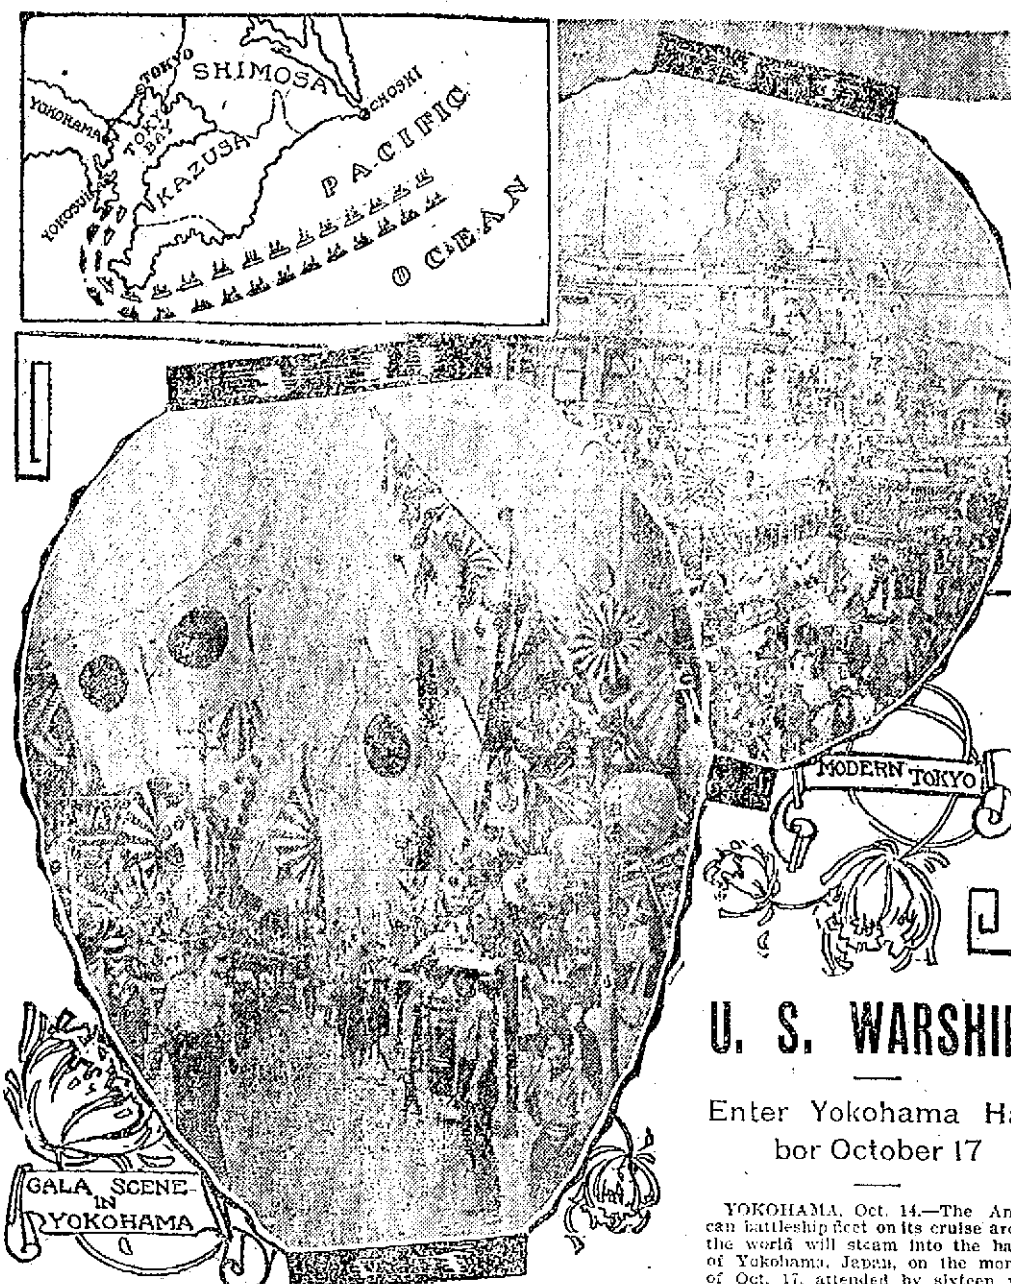 TOKYO
SHIMOSA
CHOSHI
YOKOHAMA
TOKYO
BAY
KAZUSA
PACIFIC
YOKOSUKA
OCEAN
MODERN TOKYO
U. S. WARSHIP
Enter Yokohama Ha
bor October 17
GALA SCENE
IN
YOKOHAMA
YOKOHAMA, Oct. 14.—The Am
can battleship fleet on its cruise aro
the world will steam into the ha
of Yokohama, Japan, on the mor
of Oct. 17, attended by sixteen